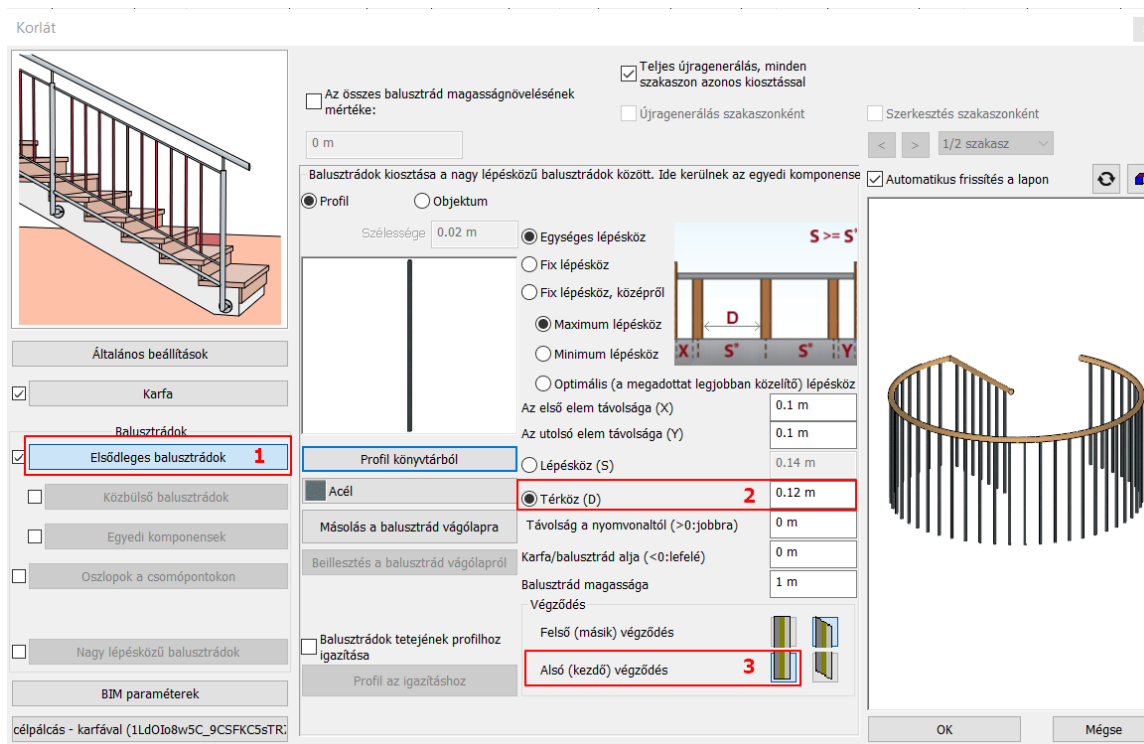 Korlát
Teljes újragenerálás, minden
szakaszon azonos kiosztással
Az összes balusztrád magasságnövelésének
mértéke:
Újragenerálás szakaszonként
Szerkesztés szakaszonként
0 m
<
>
1/2 szakasz
Balusztrádok kiosztása a nagy lépésközű balusztrádok között. Ide kerülnek az egyedi komponense
Automatikus frissítés a lapon
Profil
Objektum
Szélessége
0.02 m
Egységes lépésköz
Fix lépésköz
Fix lépésköz, középről
Maximum lépésköz
Minimum lépésköz
Optimális (a megadottat legjobban közelítő) lépésköz
S >= S*
D
X
S*
S*
Y
Általános beállítások
Karfa
Balusztrádok
Elsődleges balusztrádok 1
Közbülső balusztrádok
Egyedi komponensek
Oszlopok a csomópontokon
Nagy lépésközű balusztrádok
BIM paraméterek
célpálcás - karfával (1LdOIo8w5C_9CSFKC5sTR
Profil könyvtárból
Acél
Másolás a balusztrád vágólapra
Beillesztés a balusztrád vágólapról
Balusztrádok tetejének profilhoz
igazítása
Profil az igazításhoz
Az első elem távolsága (X) 0.1 m
Az utolsó elem távolsága (Y) 0.1 m
Lépésköz (S) 0.14 m
Térköz (D) 2 0.12 m
Távolság a nyomvonaltól (>0:jobbra) 0 m
Karfa/balusztrád alja (<0:lefelé) 0 m
Balusztrád magassága 1 m
Végződés
Felső (másik) végződés
Alsó (kezdő) végződés 3
OK
Mégse